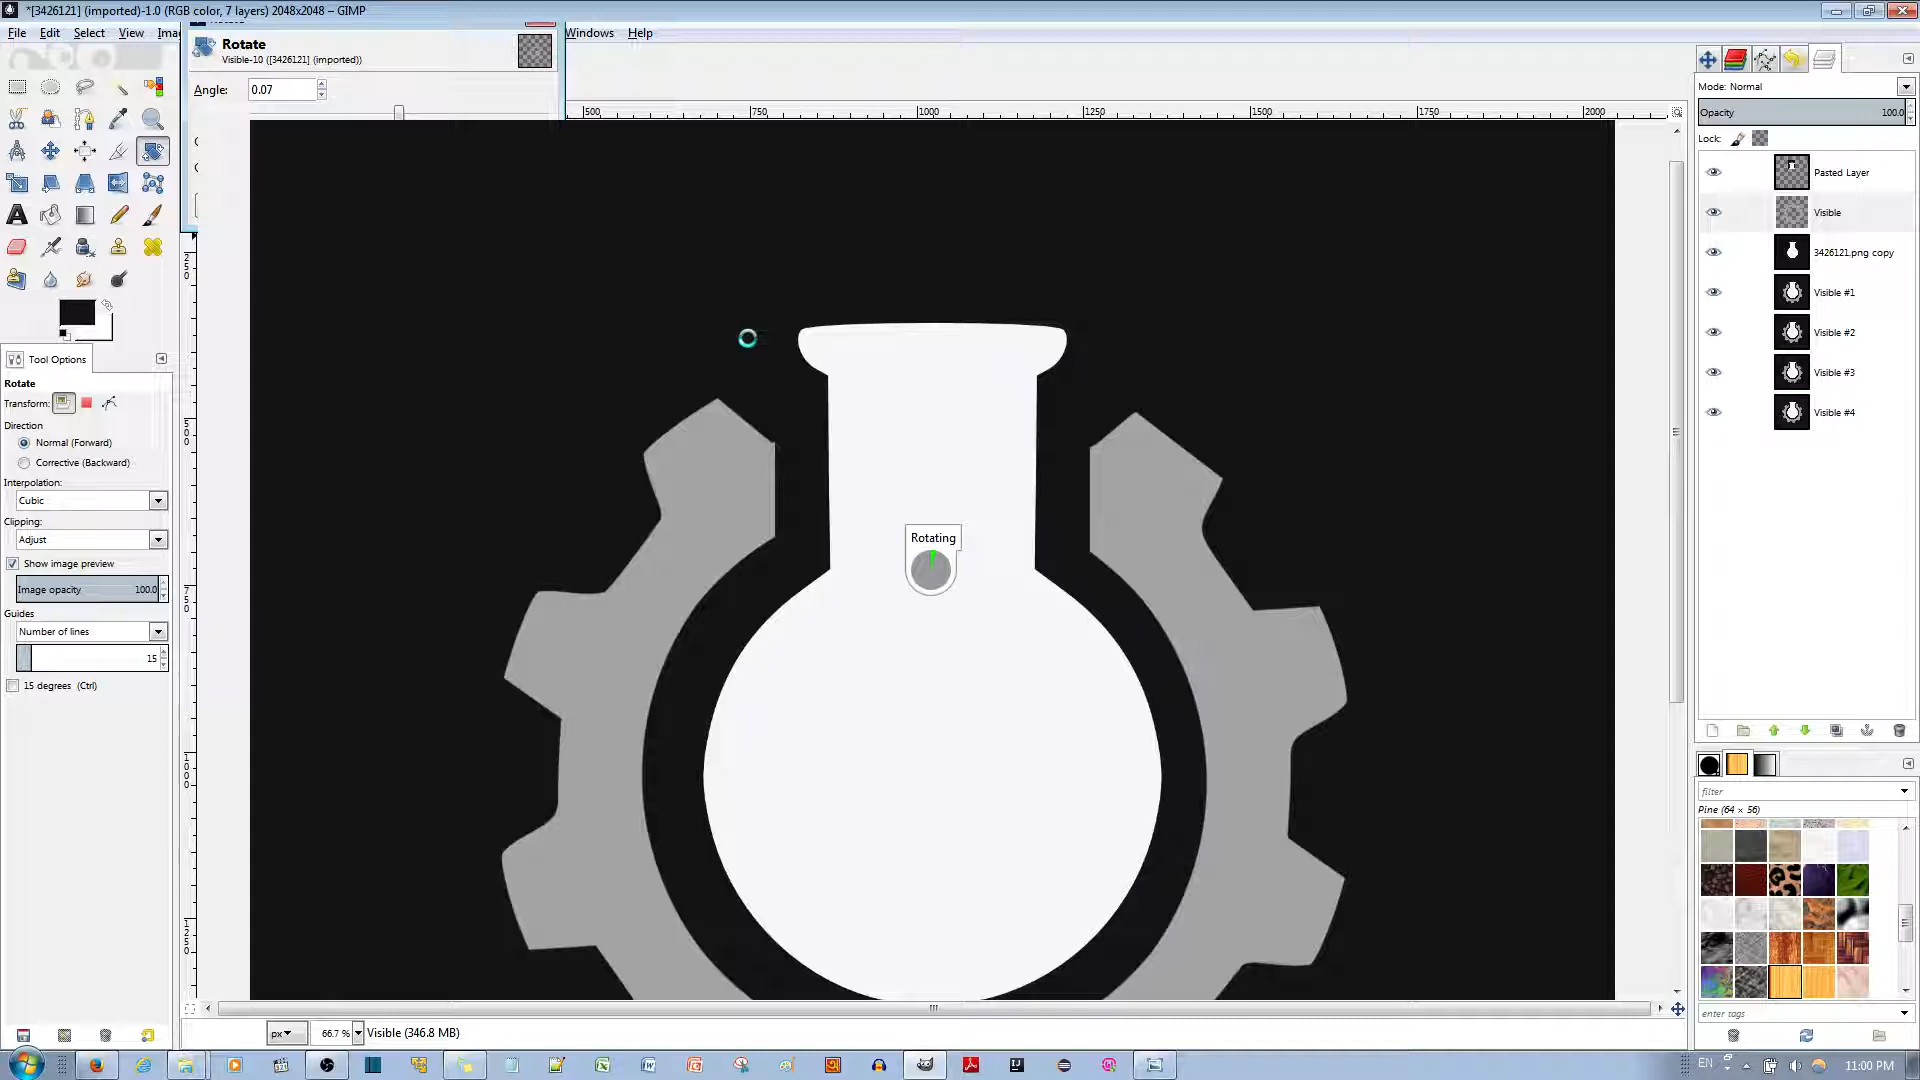 *[3426121] (imported)-1.0 (RGB color, 7 layers) 2048x2048 – GIMP
File Edit Select View Windows Help
Rotate
Visible-10 ([3426121] (imported))
Angle: 0.07
500 750 1000 1250 1500 1750 2000
Mode: Normal
Opacity 100.0
Lock:
Pasted Layer
Visible
3426121.png copy
Visible #1
Visible #2
Visible #3
Visible #4
250
500
750
1000
1250
Rotating
Tool Options
Rotate
Transform:
Direction
Normal (Forward)
Corrective (Backward)
Interpolation:
Cubic
Clipping:
Adjust
Show image preview
Image opacity 100.0
Guides
Number of lines
15
15 degrees (Ctrl)
filter
Pine (64 × 56)
enter tags
px 66.7 % Visible (346.8 MB)
EN 11:00 PM